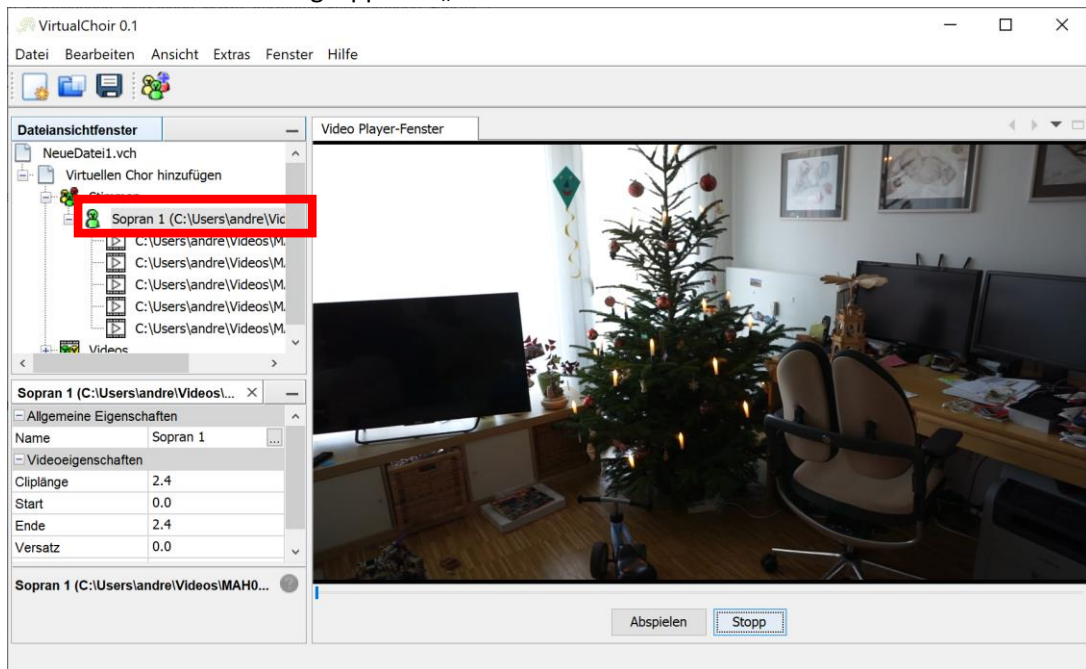 VirtualChoir 0.1
Datei Bearbeiten Ansicht Extras Fenster Hilfe
Dateiansichtfenster
Video Player-Fenster
NeueDatei1.vch
Virtuellen Chor hinzufügen
Sopran 1 (C:\Users\andre\Vid
C:\Users\andre\Videos\M
C:\Users\andre\Videos\M
C:\Users\andre\Videos\M
C:\Users\andre\Videos\M
C:\Users\andre\Videos\M
Videos
Sopran 1 (C:\Users\andre\Videos\...
Allgemeine Eigenschaften
Name Sopran 1 ...
Videoeigenschaften
Cliplänge 2.4
Start 0.0
Ende 2.4
Versatz 0.0
Sopran 1 (C:\Users\andre\Videos\MAH0...
Abspielen Stopp